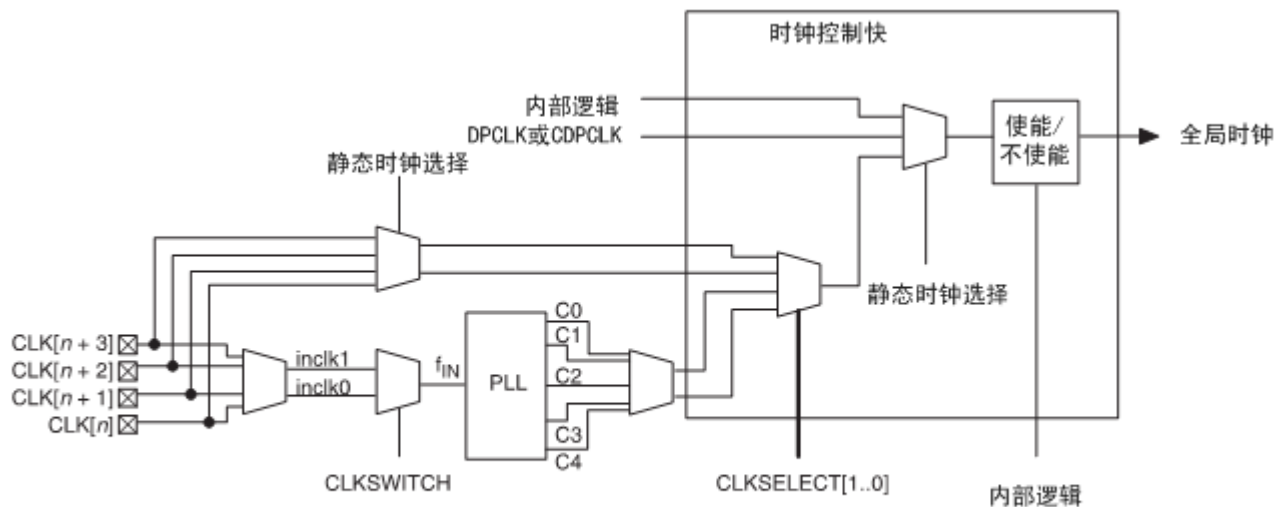 时钟控制快
内部逻辑
DPCLK或CDPCLK
使能/
不使能
全局时钟
静态时钟选择
静态时钟选择
CLK[n + 3]
CLK[n + 2]
CLK[n + 1]
CLK[n]
inclk1
inclk0
fIN
PLL
C0
C1
C2
C3
C4
CLKSWITCH
CLKSELECT[1..0]
内部逻辑